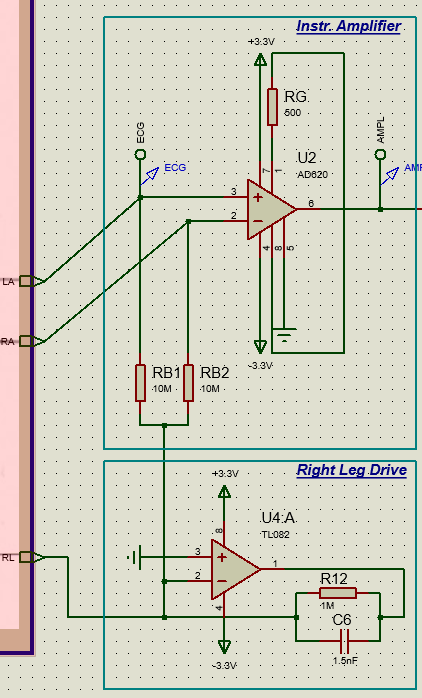 Instr. Amplifier
+3.3V
RG
500
ECG
AMPL
ECG
U2
AD620
7
1
3
2
6
4
8
5
LA
RA
-3.3V
RB1
10M
RB2
10M
Right Leg Drive
+3.3V
U4:A
TL082
8
3
2
1
4
RL
R12
1M
C6
1.5nF
-3.3V